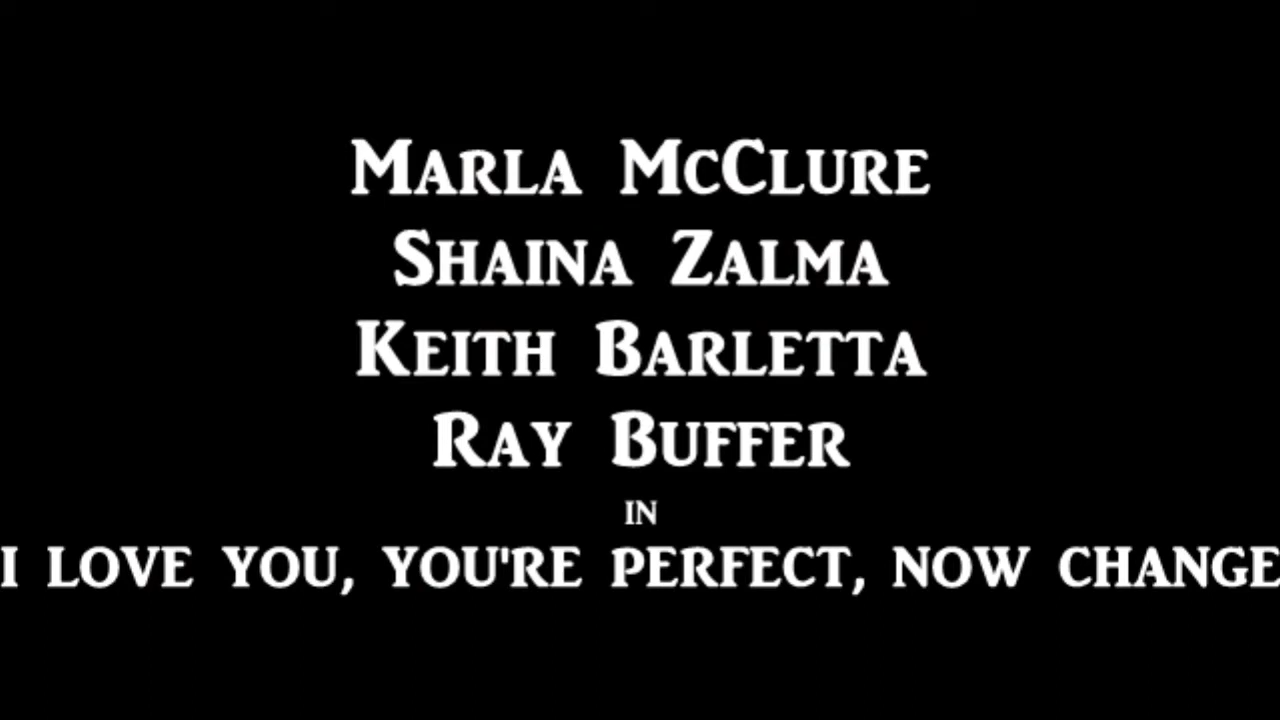 Marla McClure
Shaina Zalma
Keith Barletta
Ray Buffer
IN
I LOVE YOU, YOU'RE PERFECT, NOW CHANGE